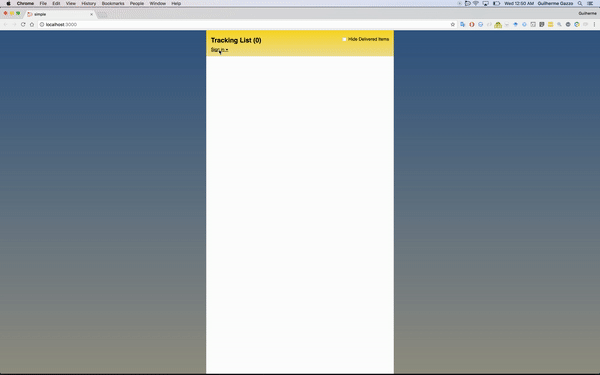 Chrome File Edit View History Bookmarks People Window Help
Wed 12:50 AM Guilherme Gazzo
simple
Guilherme
localhost:3000
Tracking List (0)
Hide Delivered Items
Sign in